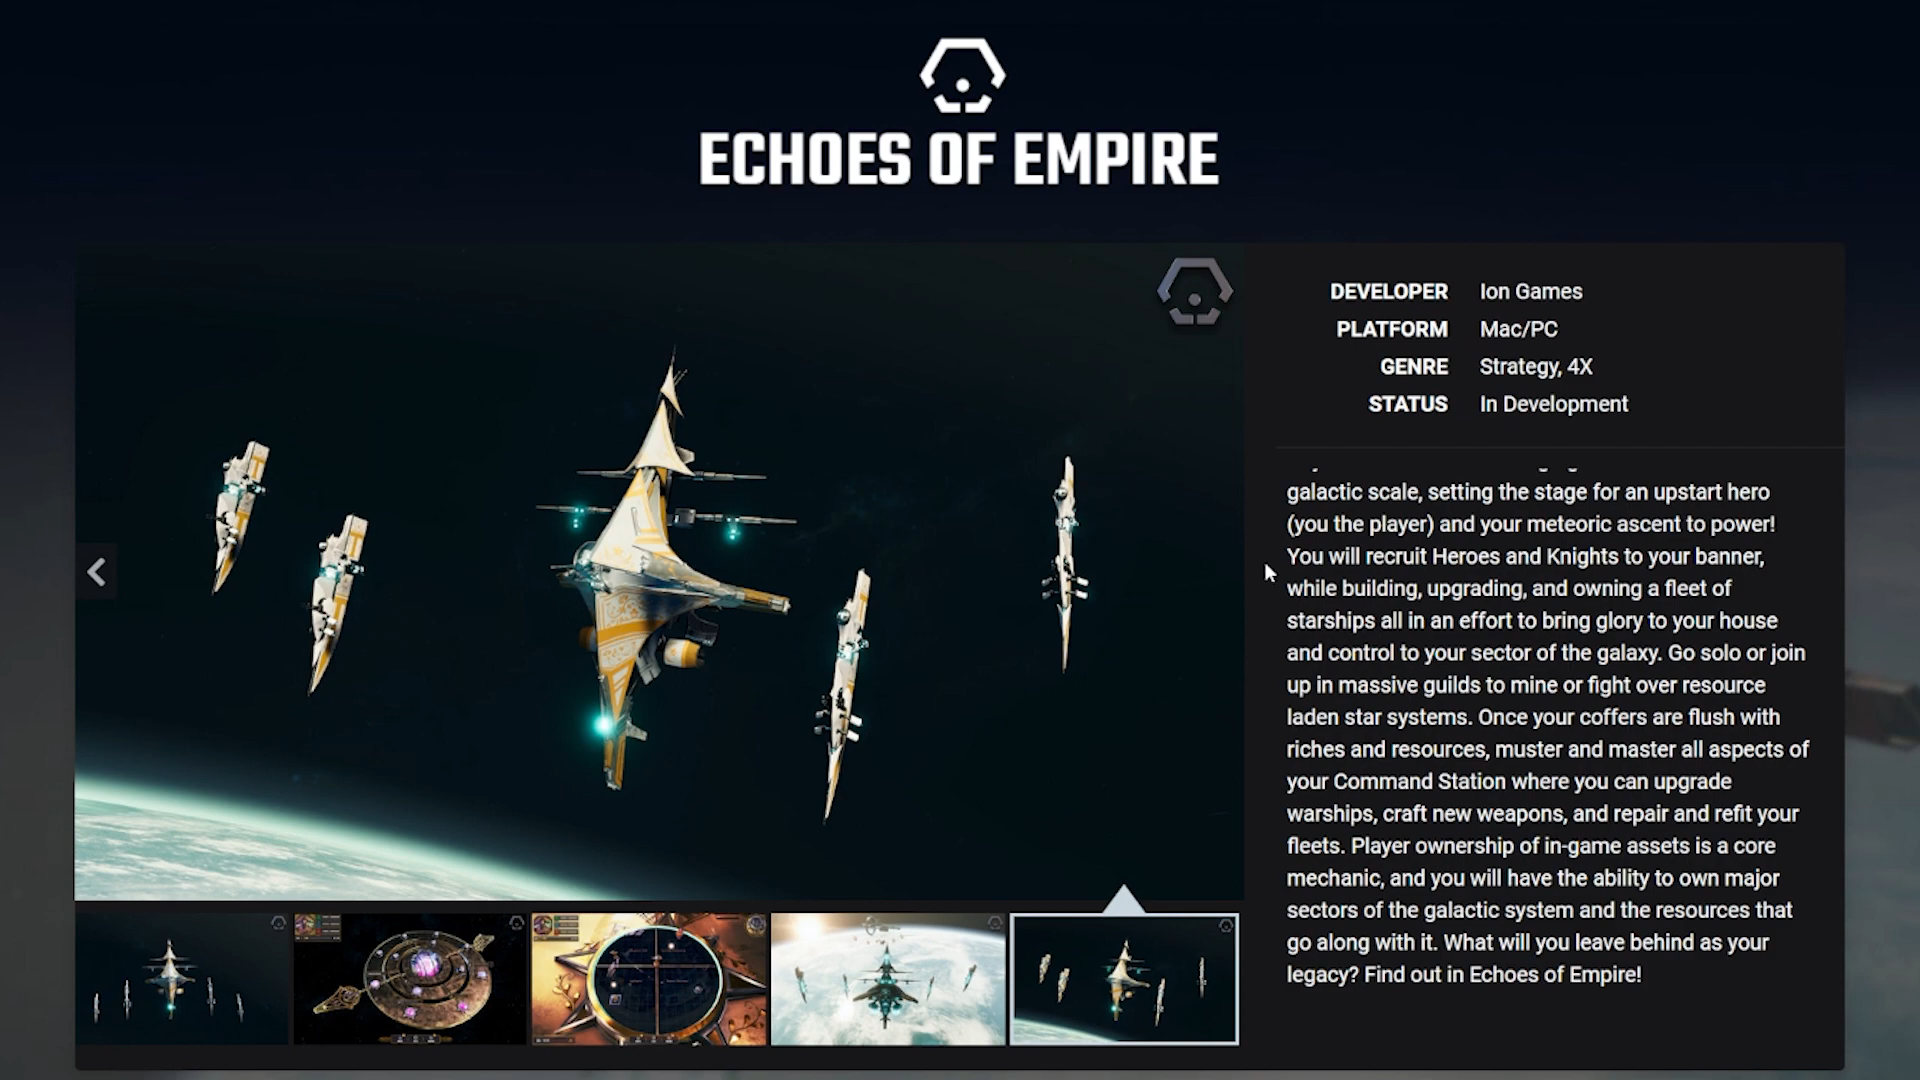 ECHOES OF EMPIRE
DEVELOPER Ion Games
PLATFORM Mac/PC
GENRE Strategy, 4X
STATUS In Development
galactic scale, setting the stage for an upstart hero
(you the player) and your meteoric ascent to power!
You will recruit Heroes and Knights to your banner,
while building, upgrading, and owning a fleet of
starships all in an effort to bring glory to your house
and control to your sector of the galaxy. Go solo or join
up in massive guilds to mine or fight over resource
laden star systems. Once your coffers are flush with
riches and resources, muster and master all aspects of
your Command Station where you can upgrade
warships, craft new weapons, and repair and refit your
fleets. Player ownership of in-game assets is a core
mechanic, and you will have the ability to own major
sectors of the galactic system and the resources that
go along with it. What will you leave behind as your
legacy? Find out in Echoes of Empire!